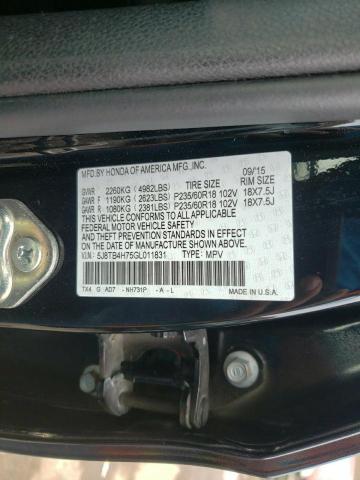 MFD.BY HONDA OF AMERICA MFG.,INC. 09/15
TIRE SIZE RIM SIZE
GVWR 2260KG (4982LBS)
GAWR F 1190KG (2623LBS) P235/60R18 102V 18X7.5J
GAWR R 1080KG (2381LBS) P235/60R18 102V 18X7.5J
THIS VEHICLE CONFORMS TO ALL APPLICABLE
FEDERAL MOTOR VEHICLE SAFETY
AND THEFT PREVENTION STANDARDS IN EFFECT
ON THE DATE OF MANUFACTURE SHOWN ABOVE.
V.I.N: 5J8TB4H75GL011831 TYPE: MPV
TX4 G AD7 - NH731P -A -L
MADE IN U.S.A.